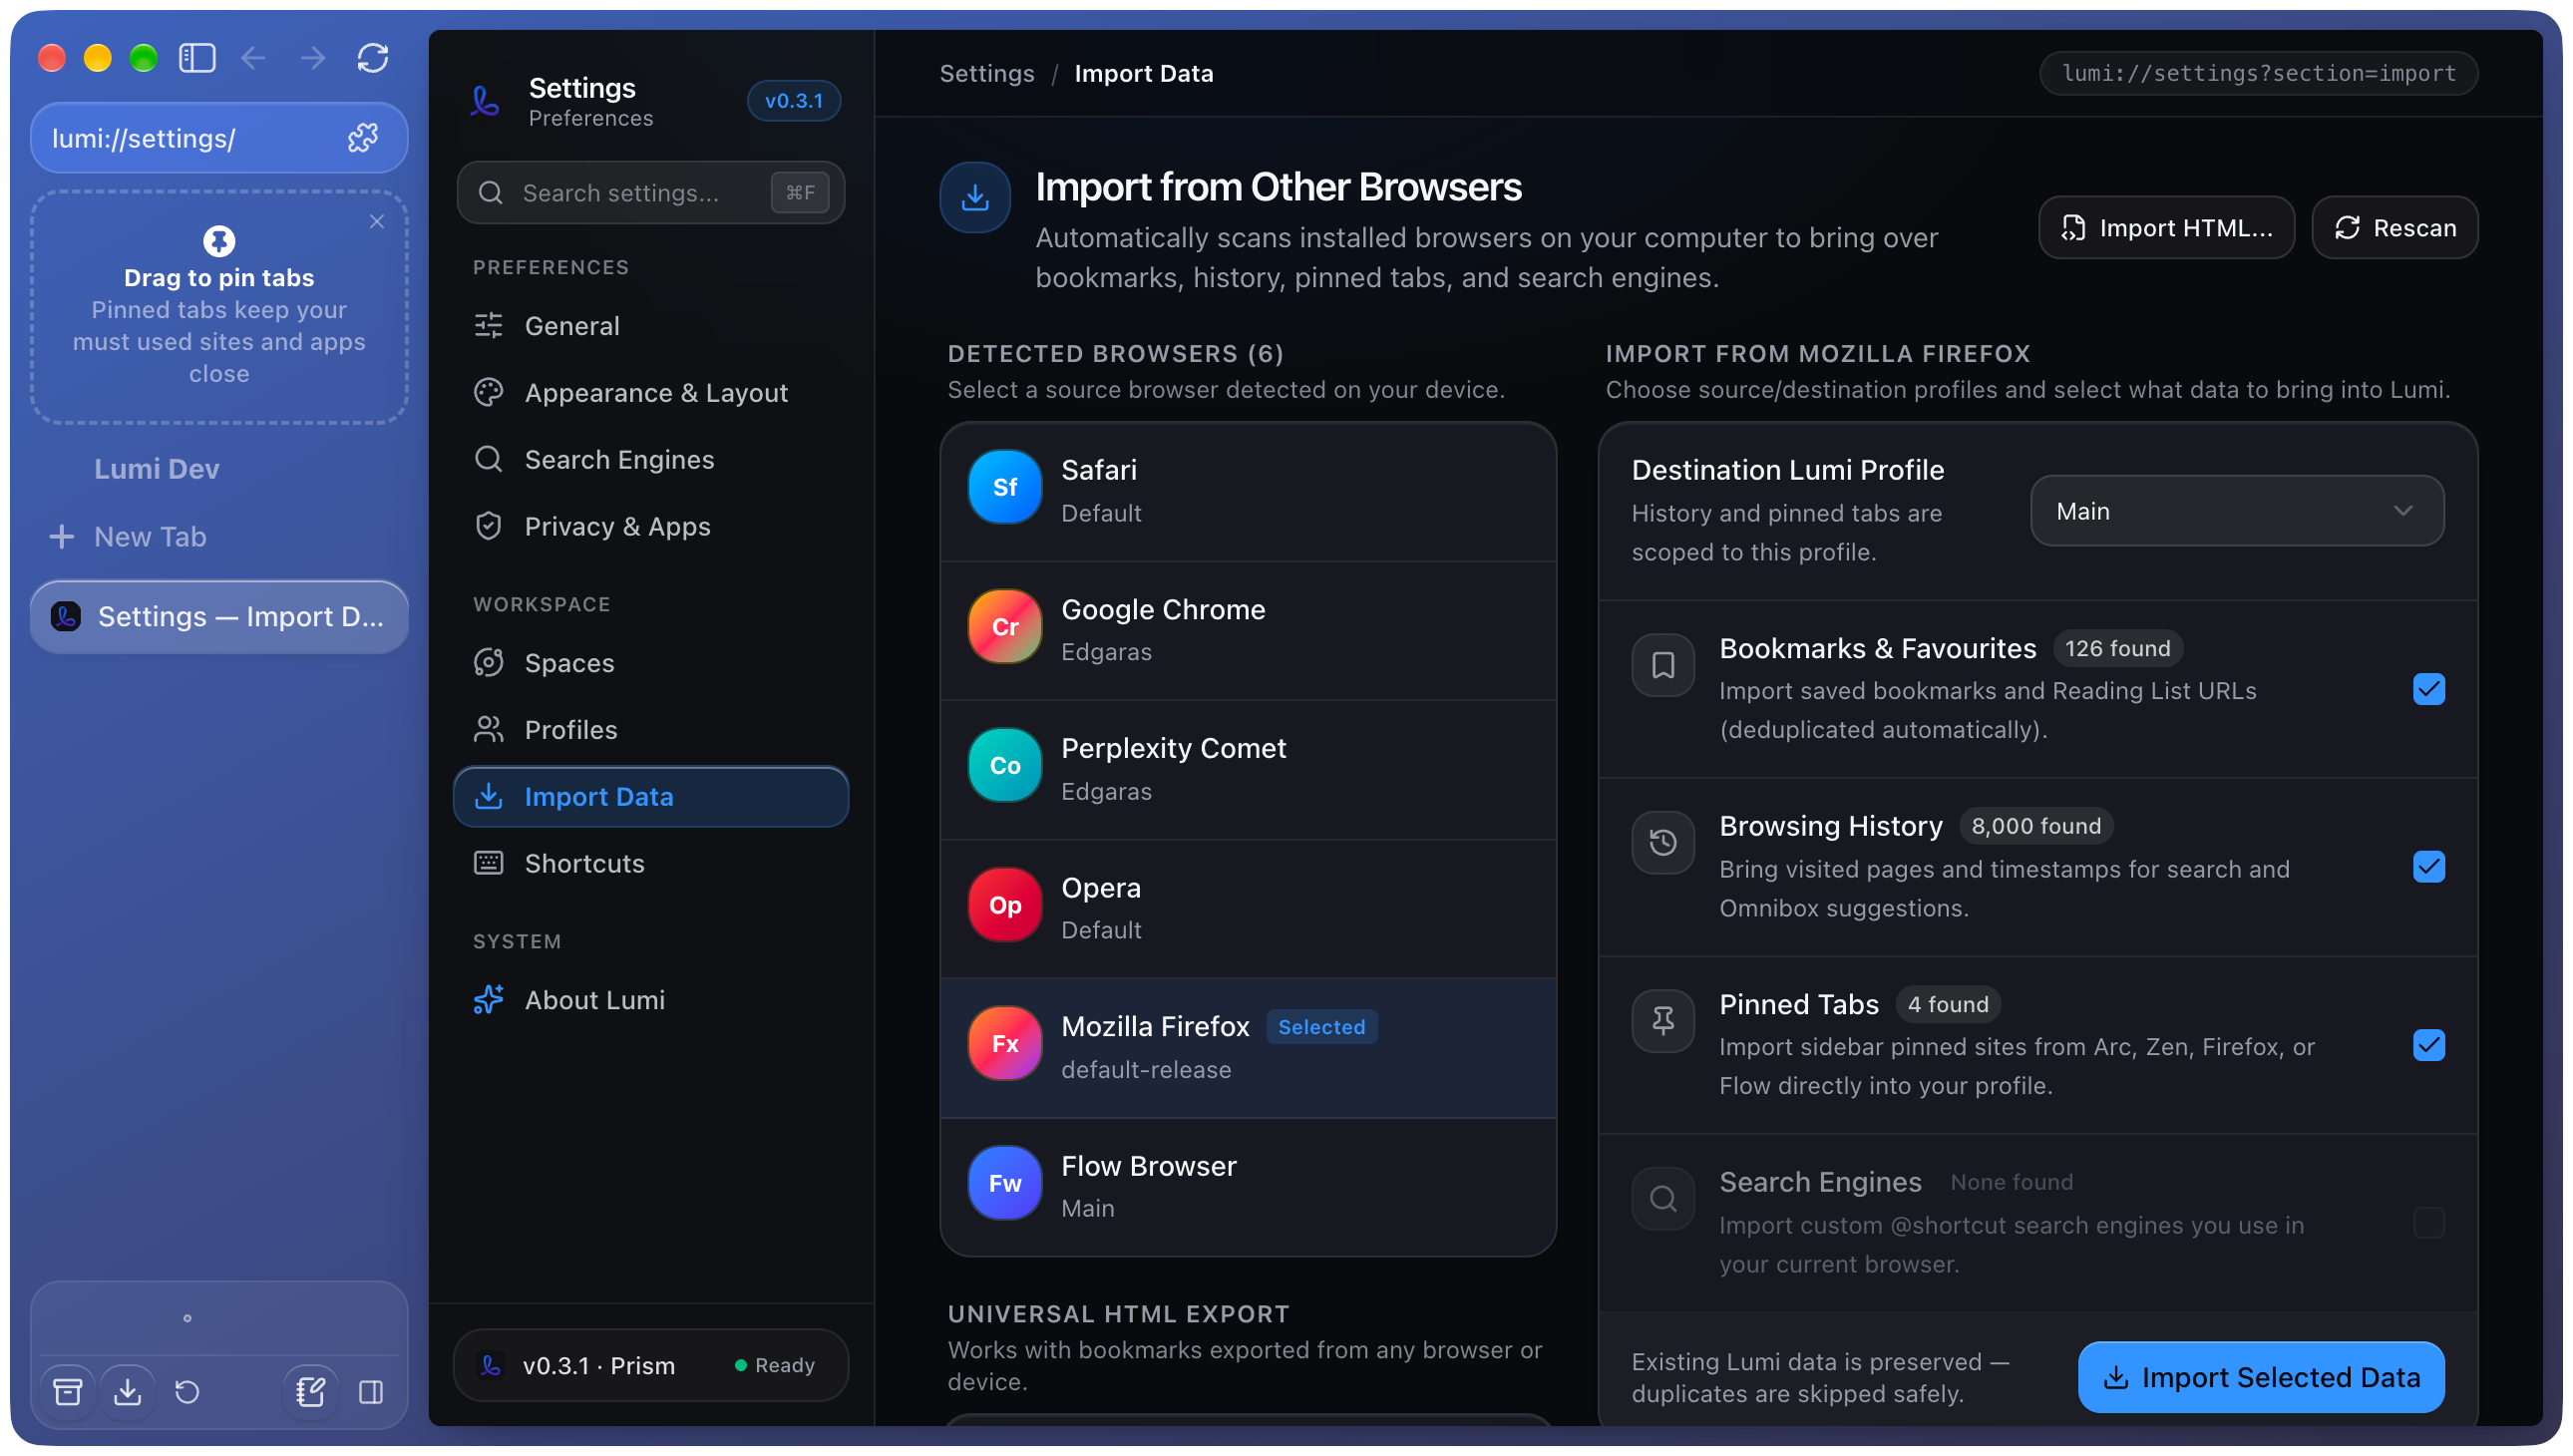 lumi://settings/
Drag to pin tabs
Pinned tabs keep your
must used sites and apps
close
Lumi Dev
New Tab
Settings — Import D...
Settings
Preferences
v0.3.1
Search settings...
⌘F
PREFERENCES
General
Appearance & Layout
Search Engines
Privacy & Apps
WORKSPACE
Spaces
Profiles
Import Data
Shortcuts
SYSTEM
About Lumi
v0.3.1 · Prism
Ready
Settings / Import Data
lumi://settings?section=import
Import from Other Browsers
Automatically scans installed browsers on your computer to bring over
bookmarks, history, pinned tabs, and search engines.
Import HTML...
Rescan
DETECTED BROWSERS (6)
Select a source browser detected on your device.
Sf
Safari
Default
Cr
Google Chrome
Edgaras
Co
Perplexity Comet
Edgaras
Op
Opera
Default
Fx
Mozilla Firefox
Selected
default-release
Fw
Flow Browser
Main
UNIVERSAL HTML EXPORT
Works with bookmarks exported from any browser or
device.
IMPORT FROM MOZILLA FIREFOX
Choose source/destination profiles and select what data to bring into Lumi.
Destination Lumi Profile
History and pinned tabs are
scoped to this profile.
Main
Bookmarks & Favourites
126 found
Import saved bookmarks and Reading List URLs
(deduplicated automatically).
Browsing History
8,000 found
Bring visited pages and timestamps for search and
Omnibox suggestions.
Pinned Tabs
4 found
Import sidebar pinned sites from Arc, Zen, Firefox, or
Flow directly into your profile.
Search Engines
None found
Import custom @shortcut search engines you use in
your current browser.
Existing Lumi data is preserved —
duplicates are skipped safely.
Import Selected Data